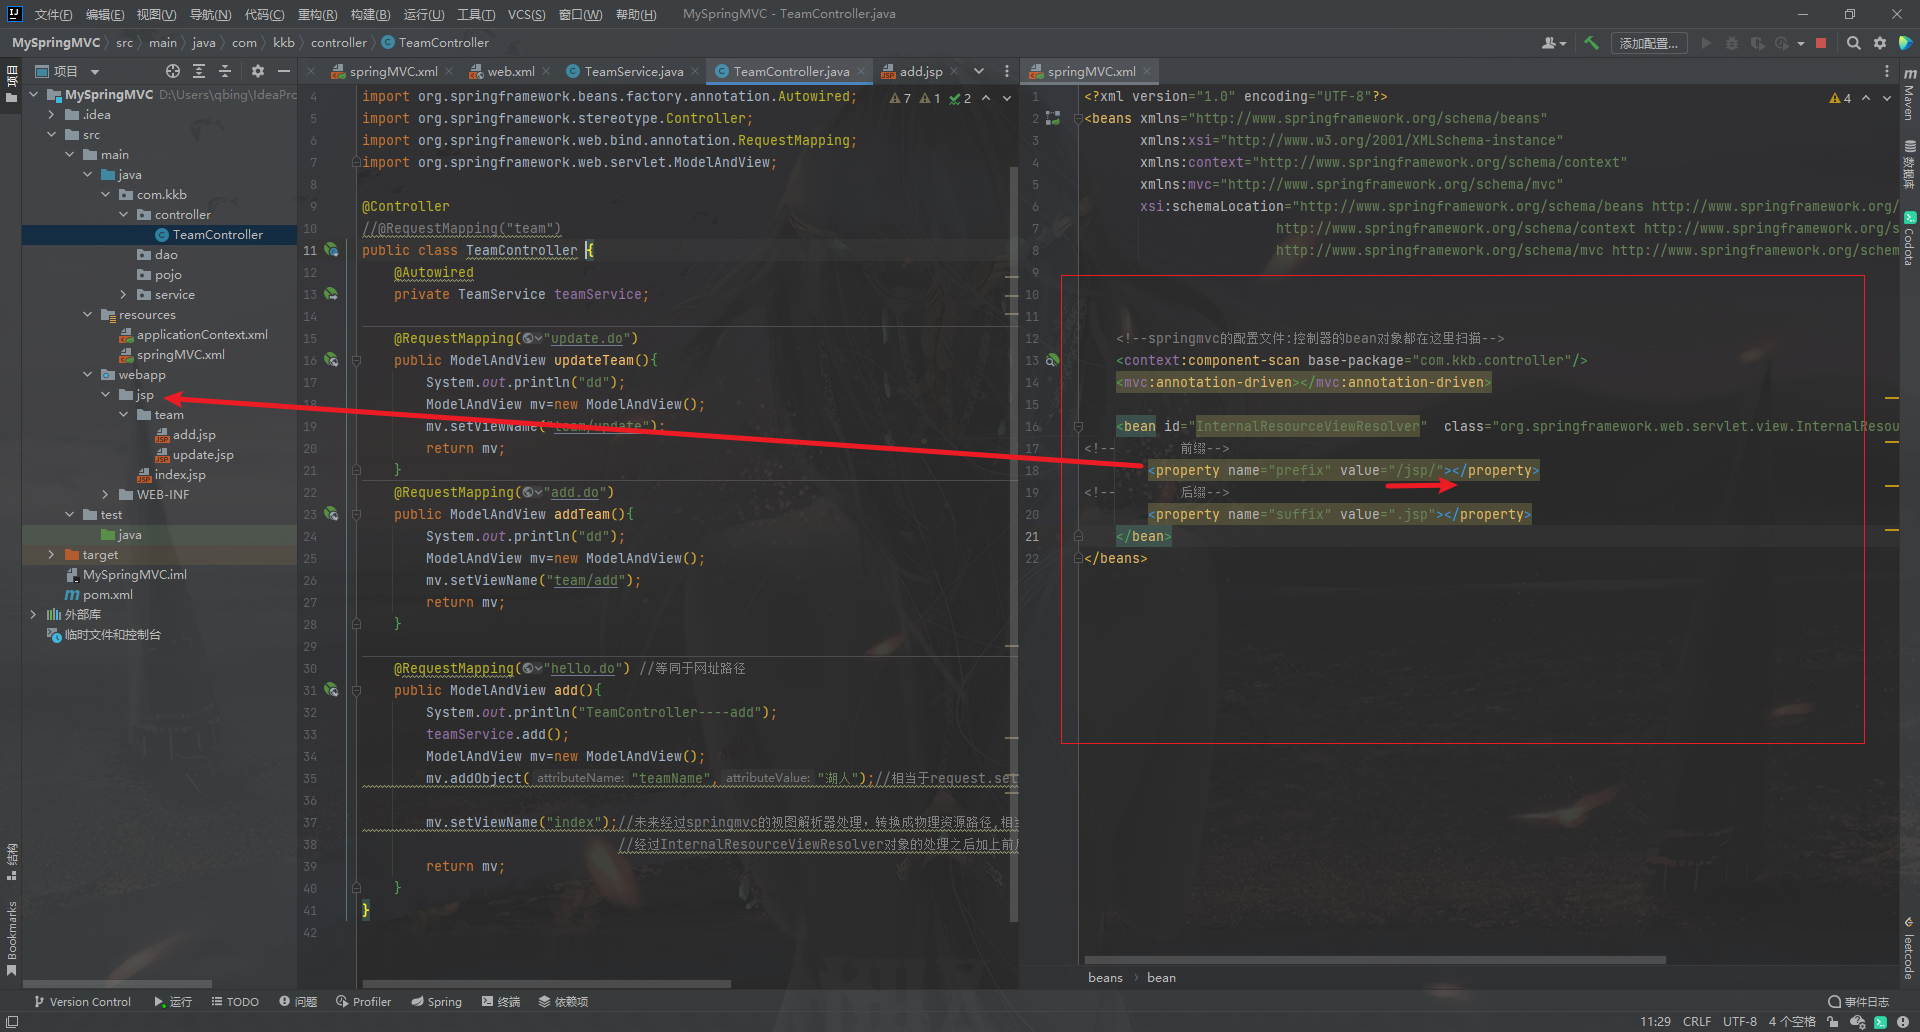 文件(F) 编辑(E) 视图(V) 导航(N) 代码(C) 重构(R) 构建(B) 运行(U) 工具(T) VCS(S) 窗口(W) 帮助(H) MySpringMVC - TeamController.java
MySpringMVC src main java com kkb controller TeamController
添加配置...
项目
springMVC.xml web.xml TeamService.java TeamController.java add.jsp
springMVC.xml
项目
MySpringMVC D:\Users\qbing\IdeaPro
.idea
src
main
java
com.kkb
controller
TeamController
dao
pojo
service
resources
applicationContext.xml
springMVC.xml
webapp
jsp
team
add.jsp
update.jsp
index.jsp
WEB-INF
test
java
target
MySpringMVC.iml
pom.xml
外部库
临时文件和控制台
结构
Bookmarks
7 1 2
4 import org.springframework.beans.factory.annotation.Autowired;
5 import org.springframework.stereotype.Controller;
6 import org.springframework.web.bind.annotation.RequestMapping;
7 import org.springframework.web.servlet.ModelAndView;
8
9 @Controller
10 //@RequestMapping("team")
11 public class TeamController {
12 @Autowired
13 private TeamService teamService;
14
15 @RequestMapping("update.do")
16 public ModelAndView updateTeam(){
17 System.out.println("dd");
18 ModelAndView mv=new ModelAndView();
19 mv.setViewName("team/update");
20 return mv;
21 }
22 @RequestMapping("add.do")
23 public ModelAndView addTeam(){
24 System.out.println("dd");
25 ModelAndView mv=new ModelAndView();
26 mv.setViewName("team/add");
27 return mv;
28 }
29
30 @RequestMapping("hello.do") //等同于网址路径
31 public ModelAndView add(){
32 System.out.println("TeamController----add");
33 teamService.add();
34 ModelAndView mv=new ModelAndView();
35 mv.addObject( attributeName: "teamName", attributeValue: "湖人");//相当于request.set
36
37 mv.setViewName("index");//未来经过springmvc的视图解析器处理，转换成物理资源路径,相当
38 //经过InternalResourceViewResolver对象的处理之后加上前
39 return mv;
40 }
41 }
42
4
1 <?xml version="1.0" encoding="UTF-8"?>
2 <beans xmlns="http://www.springframework.org/schema/beans"
3 xmlns:xsi="http://www.w3.org/2001/XMLSchema-instance"
4 xmlns:context="http://www.springframework.org/schema/context"
5 xmlns:mvc="http://www.springframework.org/schema/mvc"
6 xsi:schemaLocation="http://www.springframework.org/schema/beans http://www.springframework.org/
7 http://www.springframework.org/schema/context http://www.springframework.org/s
8 http://www.springframework.org/schema/mvc http://www.springframework.org/schem
9
10
11
12 <!--springmvc的配置文件:控制器的bean对象都在这里扫描-->
13 <context:component-scan base-package="com.kkb.controller"/>
14 <mvc:annotation-driven></mvc:annotation-driven>
15
16 <bean id="InternalResourceViewResolver" class="org.springframework.web.servlet.view.InternalResou
17 <!-- 前缀-->
18 <property name="prefix" value="/jsp/"></property>
19 <!-- 后缀-->
20 <property name="suffix" value=".jsp"></property>
21 </bean>
22 </beans>
beans bean
Maven
数据库
Codota
leetcode
Version Control 运行 TODO 问题 Profiler Spring 终端 依赖项
事件日志
11:29 CRLF UTF-8 4 个空格